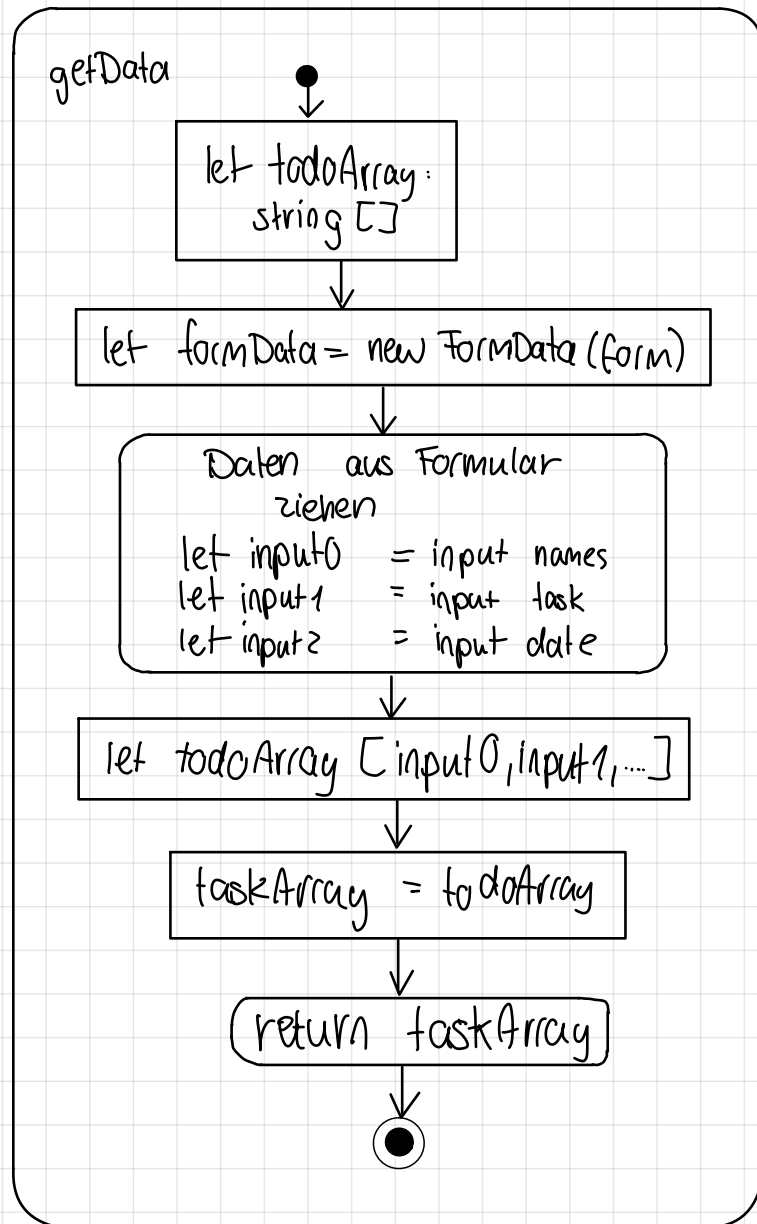 getData
let todoArray:
string []
let formData = new FormData(form)
Daten aus Formular
ziehen
let input0 = input names
let input1 = input task
let input2 = input date
let todoArray [input0, input1, ....]
taskArray = todoArray
return taskArray